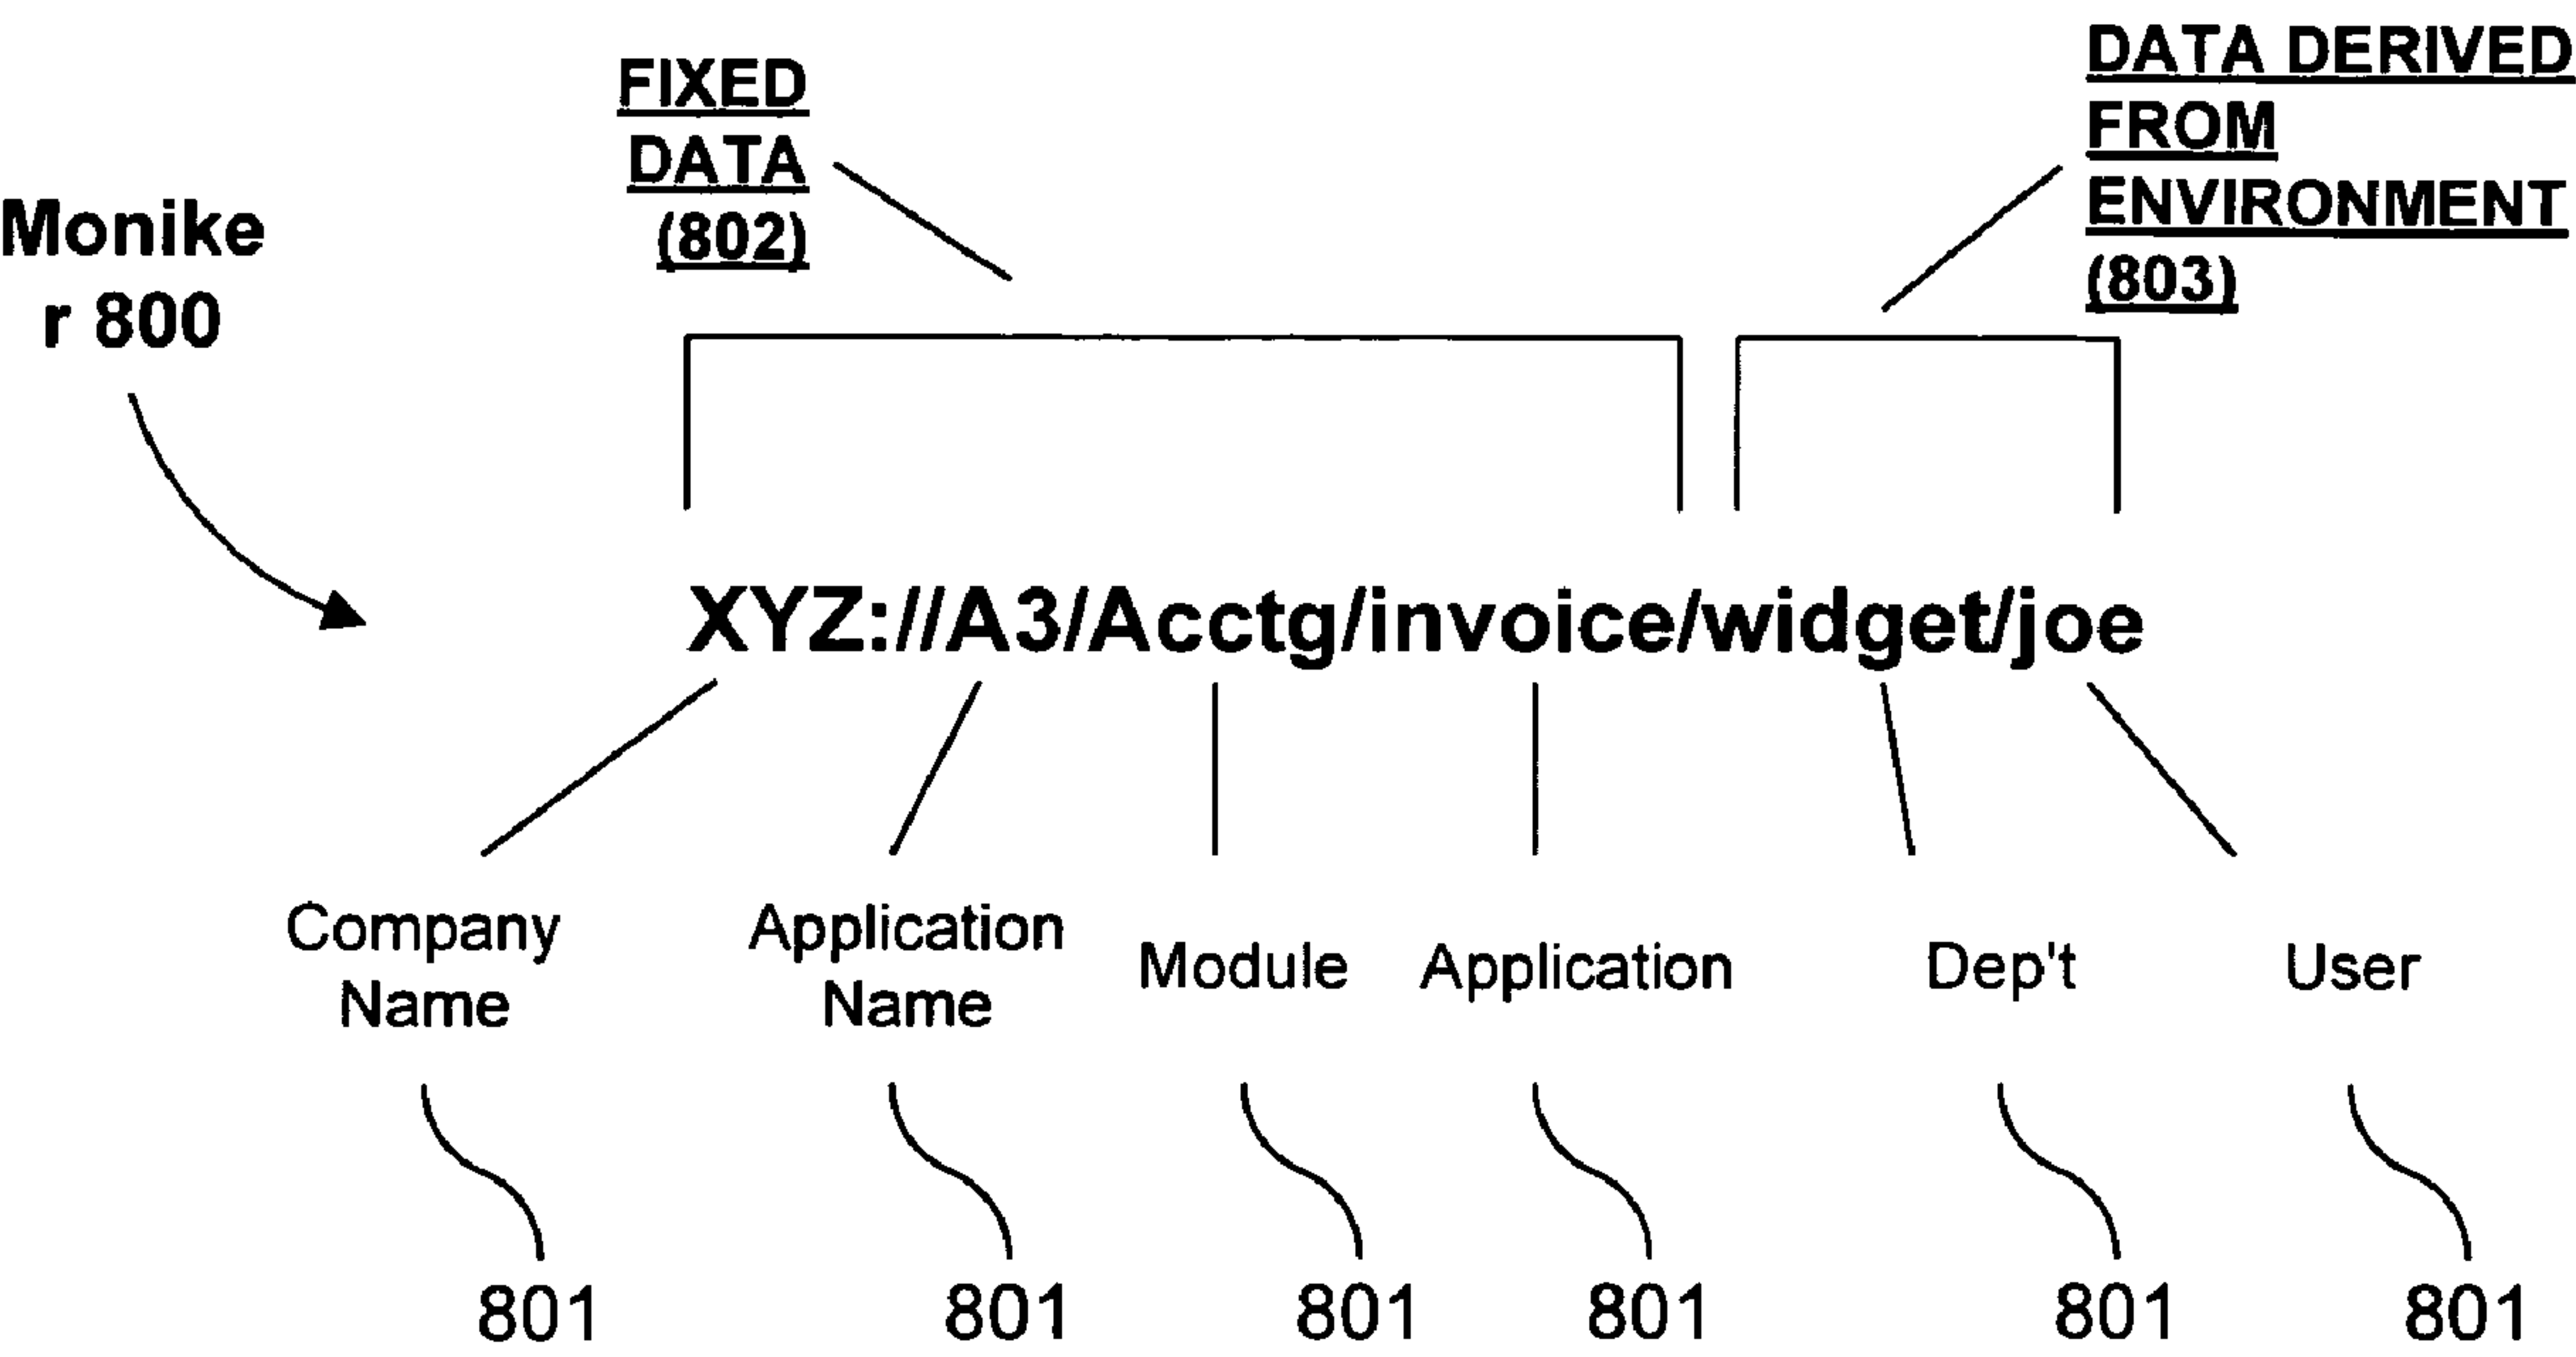 FIXED
DATA
(802)
DATA DERIVED
FROM
ENVIRONMENT
(803)
Monike
r 800
XYZ://A3/Acctg/invoice/widget/joe
Company
Name
Application
Name
Module
Application
Dep't
User
801
801
801
801
801
801